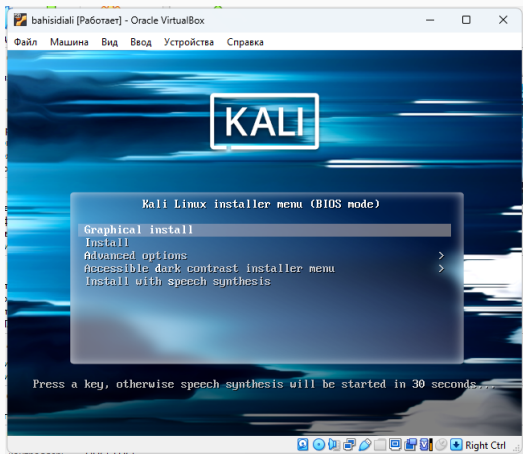 bahisidiali [Работает] - Oracle VirtualBox
Файл Машина Вид Ввод Устройства Справка
KALI
Kali Linux installer menu (BIOS mode)
Graphical install
Install
Advanced options >
Accessible dark contrast installer menu >
Install with speech synthesis
Press a key, otherwise speech synthesis will be started in 30 seconds...
Right Ctrl